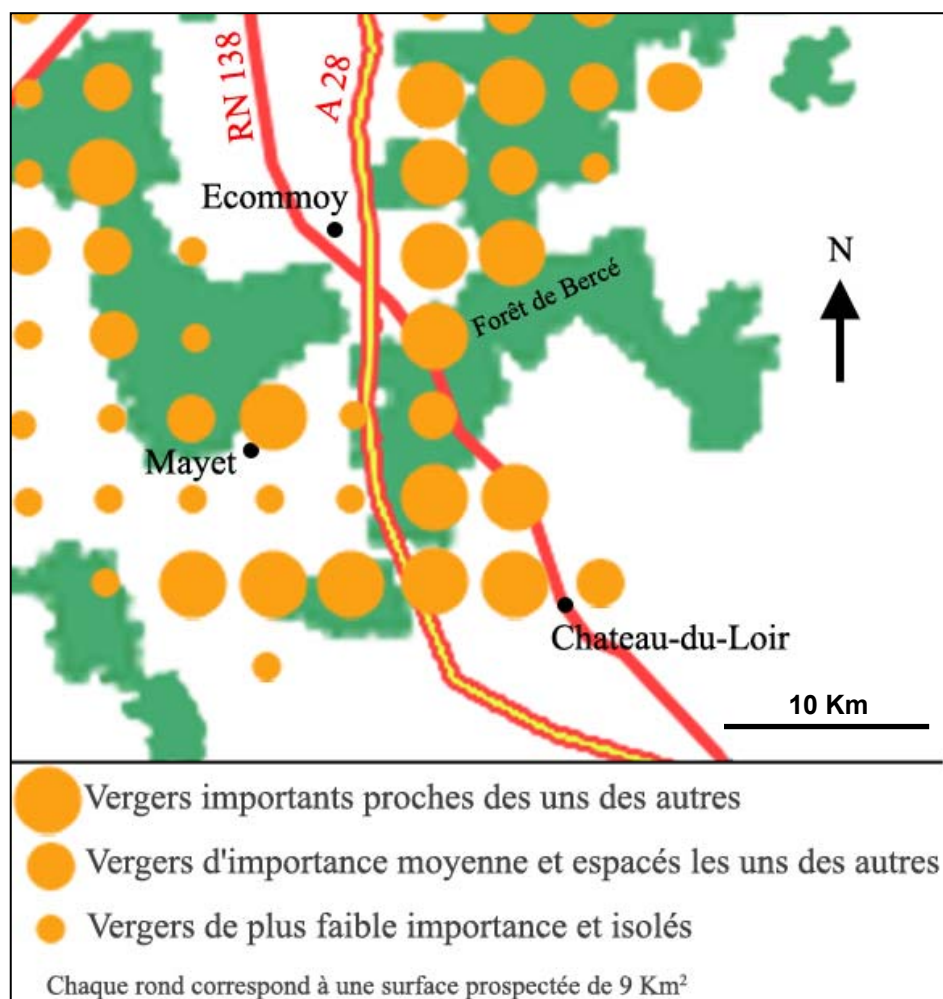 RN 138
A 28
Ecommoy
N
Forêt de Bercé
Mayet
Chateau-du-Loir
10 Km
Vergers importants proches des uns des autres
Vergers d'importance moyenne et espacés les uns des autres
Vergers de plus faible importance et isolés
Chaque rond correspond à une surface prospectée de 9 Km²